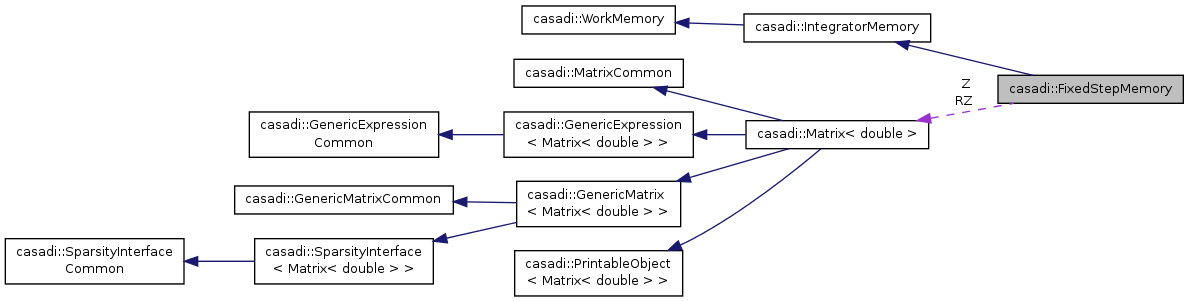 casadi::WorkMemory
casadi::IntegratorMemory
casadi::MatrixCommon
casadi::FixedStepMemory
Z
RZ
casadi::GenericExpression
Common
casadi::GenericExpression
< Matrix< double > >
casadi::Matrix< double >
casadi::GenericMatrixCommon
casadi::GenericMatrix
< Matrix< double > >
casadi::SparsityInterface
Common
casadi::SparsityInterface
< Matrix< double > >
casadi::PrintableObject
< Matrix< double > >